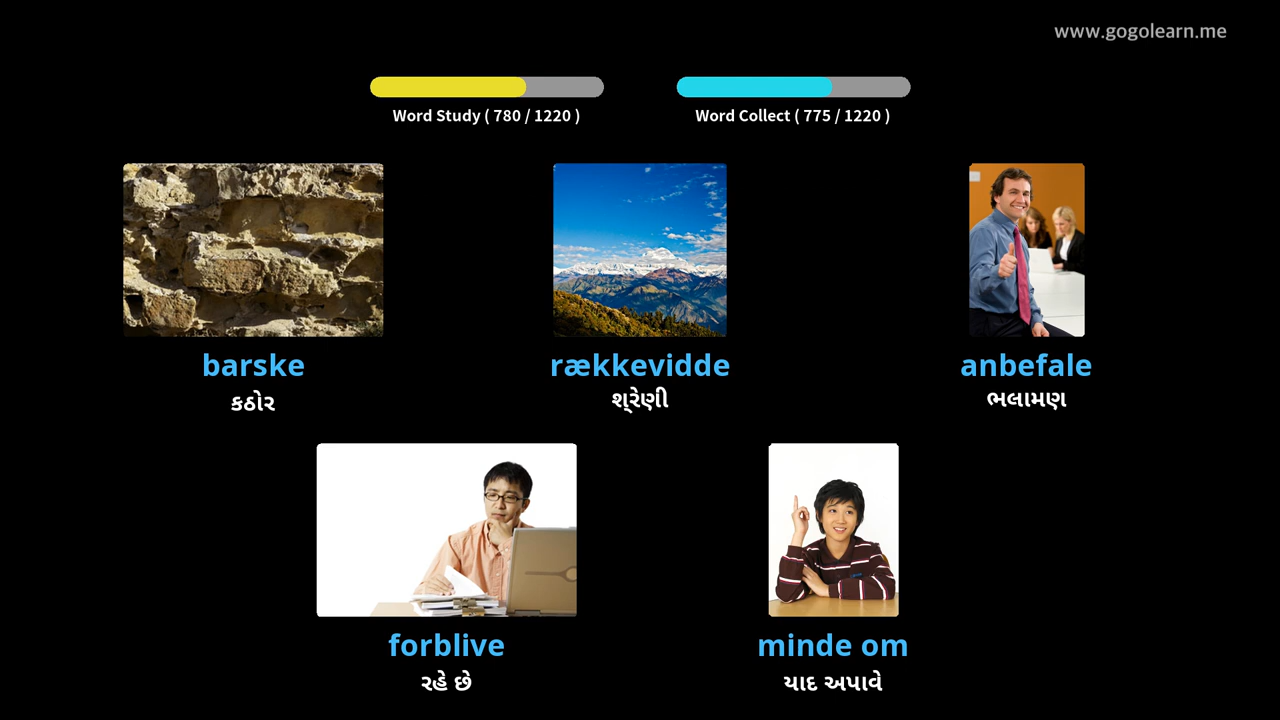 www.gogolearn.me
Word Study ( 780 / 1220 )
Word Collect ( 775 / 1220 )
barske
rækkevidde
anbefale
કઠોર
શ્રેણી
ભલામણ
forblive
minde om
રહે છે
યાદ અપાવે